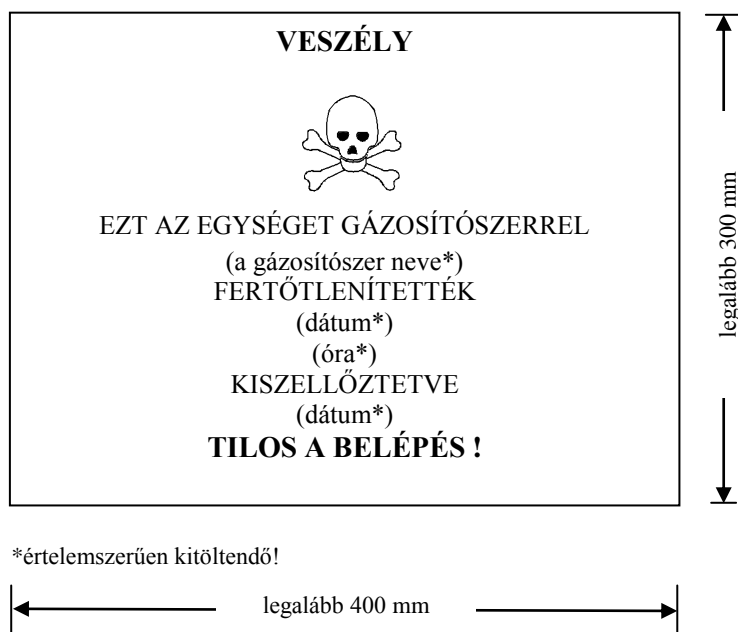 VESZÉLY
EZT AZ EGYSÉGET GÁZOSÍTÓSZERREL
(a gázosítószer neve*)
FERTŐTLENÍTETTÉK
(dátum*)
(óra*)
KISZELLŐZTETVE
(dátum*)
TILOS A BELÉPÉS !
legalább 300 mm
*értelemszerűen kitöltendő!
legalább 400 mm